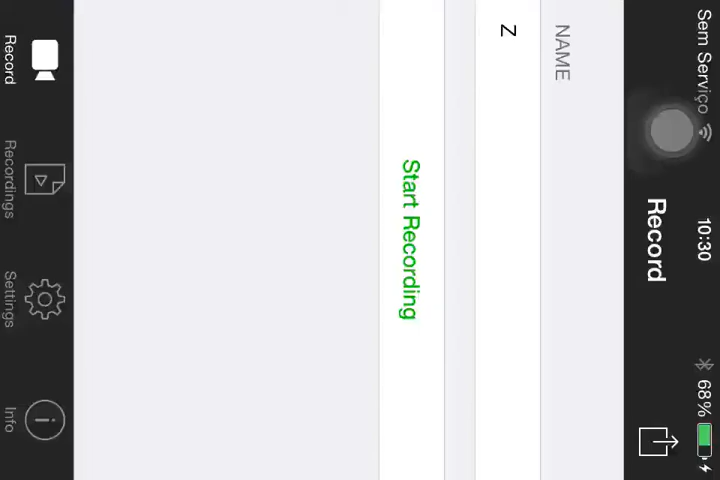 Sem Serviço 10:30 68%
Record
NAME
Z
Start Recording
Record Recordings Settings Info